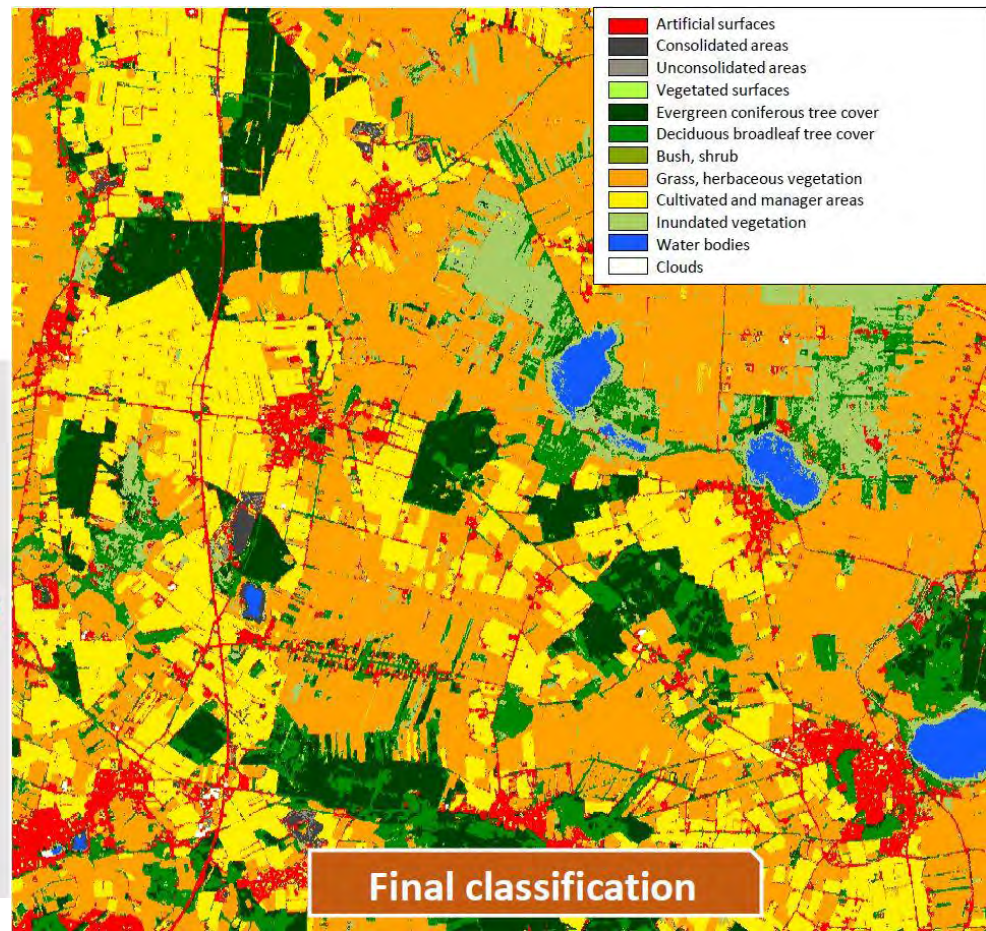 Artificial surfaces
Consolidated areas
Unconsolidated areas
Vegetated surfaces
Evergreen coniferous tree cover
Deciduous broadleaf tree cover
Bush, shrub
Grass, herbaceous vegetation
Cultivated and manager areas
Inundated vegetation
Water bodies
Clouds
Final classification